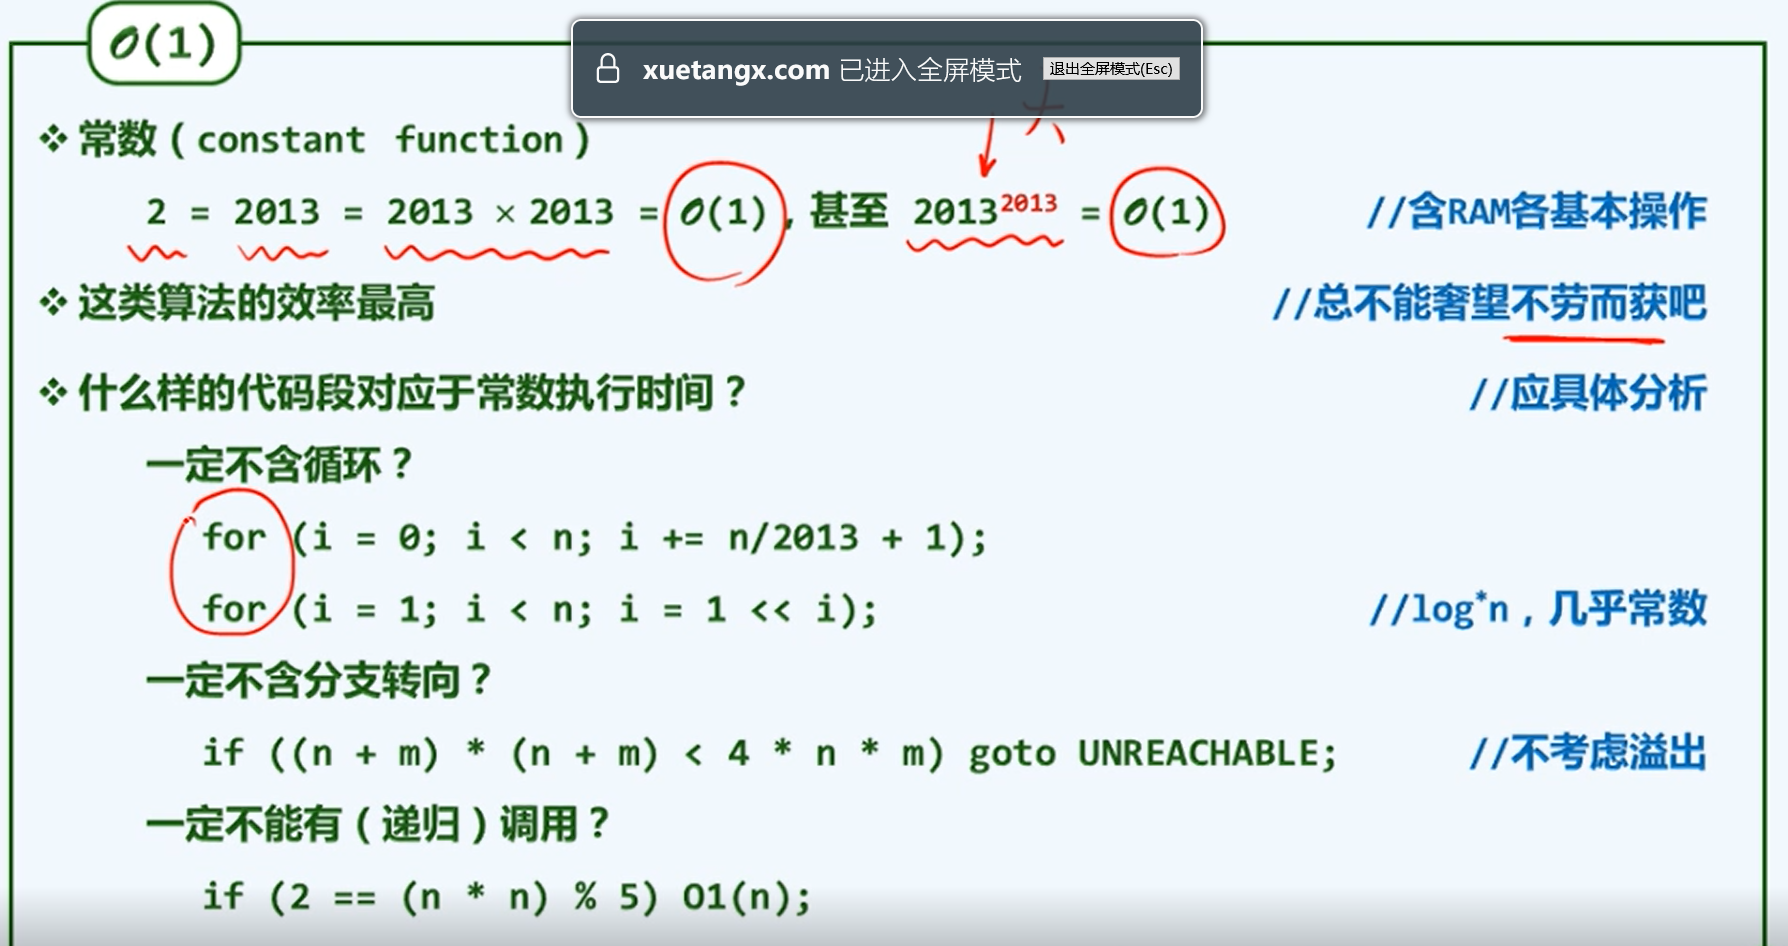 O(1)
xuetangx.com 已进入全屏模式 退出全屏模式(Esc)
❖ 常数 ( constant function )
2 = 2013 = 2013 × 2013 = O(1) , 甚至 2013^2013 = O(1) //含RAM各基本操作
❖ 这类算法的效率最高 //总不能奢望不劳而获吧
❖ 什么样的代码段对应于常数执行时间？ //应具体分析
一定不含循环？
for (i = 0; i < n; i += n/2013 + 1);
for (i = 1; i < n; i = 1 << i); //log*n , 几乎常数
一定不含分支转向？
if ((n + m) * (n + m) < 4 * n * m) goto UNREACHABLE; //不考虑溢出
一定不能有 ( 递归 ) 调用？
if (2 == (n * n) % 5) O1(n);